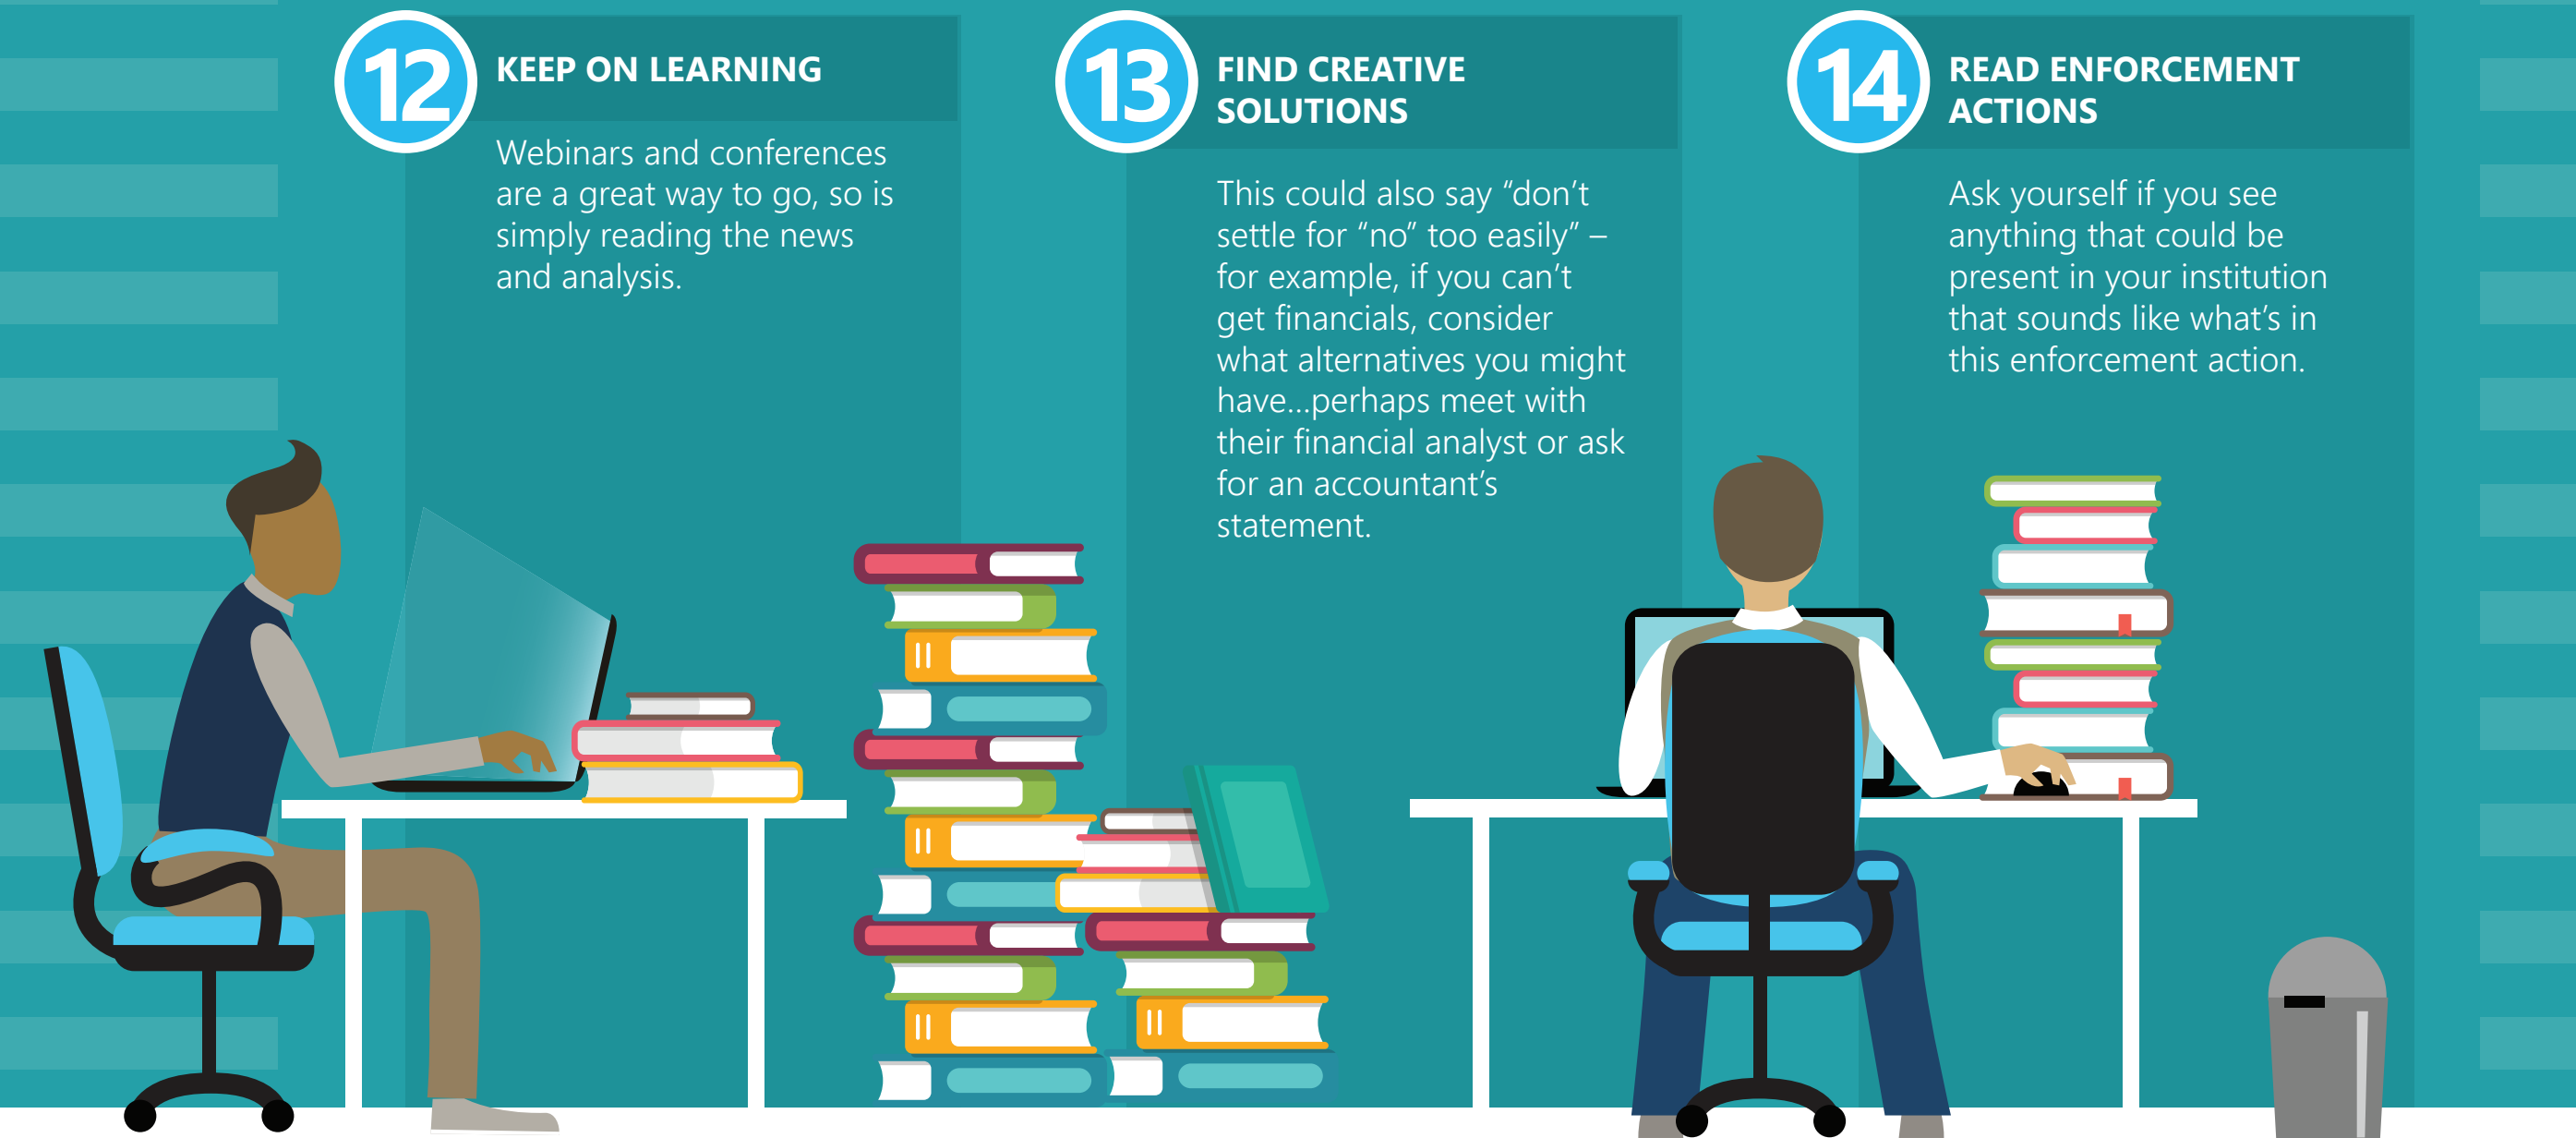 12
KEEP ON LEARNING
Webinars and conferences
are a great way to go, so is
simply reading the news
and analysis.
13
FIND CREATIVE
SOLUTIONS
This could also say “don’t
settle for “no” too easily” –
for example, if you can’t
get financials, consider
what alternatives you might
have...perhaps meet with
their financial analyst or ask
for an accountant’s
statement.
14
READ ENFORCEMENT
ACTIONS
Ask yourself if you see
anything that could be
present in your institution
that sounds like what’s in
this enforcement action.